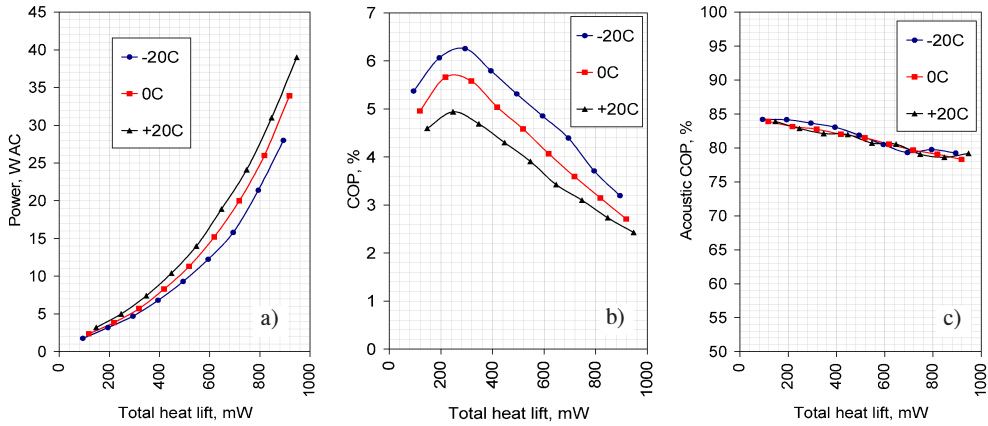 Power, W AC
45
40
35
30
25
20
15
10
5
0
0
200
400
600
800
1000
Total heat lift, mW
-20C
0C
+20C
a)
COP, %
7
6
5
4
3
2
1
0
0
200
400
600
800
1000
Total heat lift, mW
-20C
0C
+20C
b)
Acoustic COP, %
100
95
90
85
80
75
70
65
60
55
50
0
200
400
600
800
1000
Total heat lift, mW
-20C
0C
+20C
c)